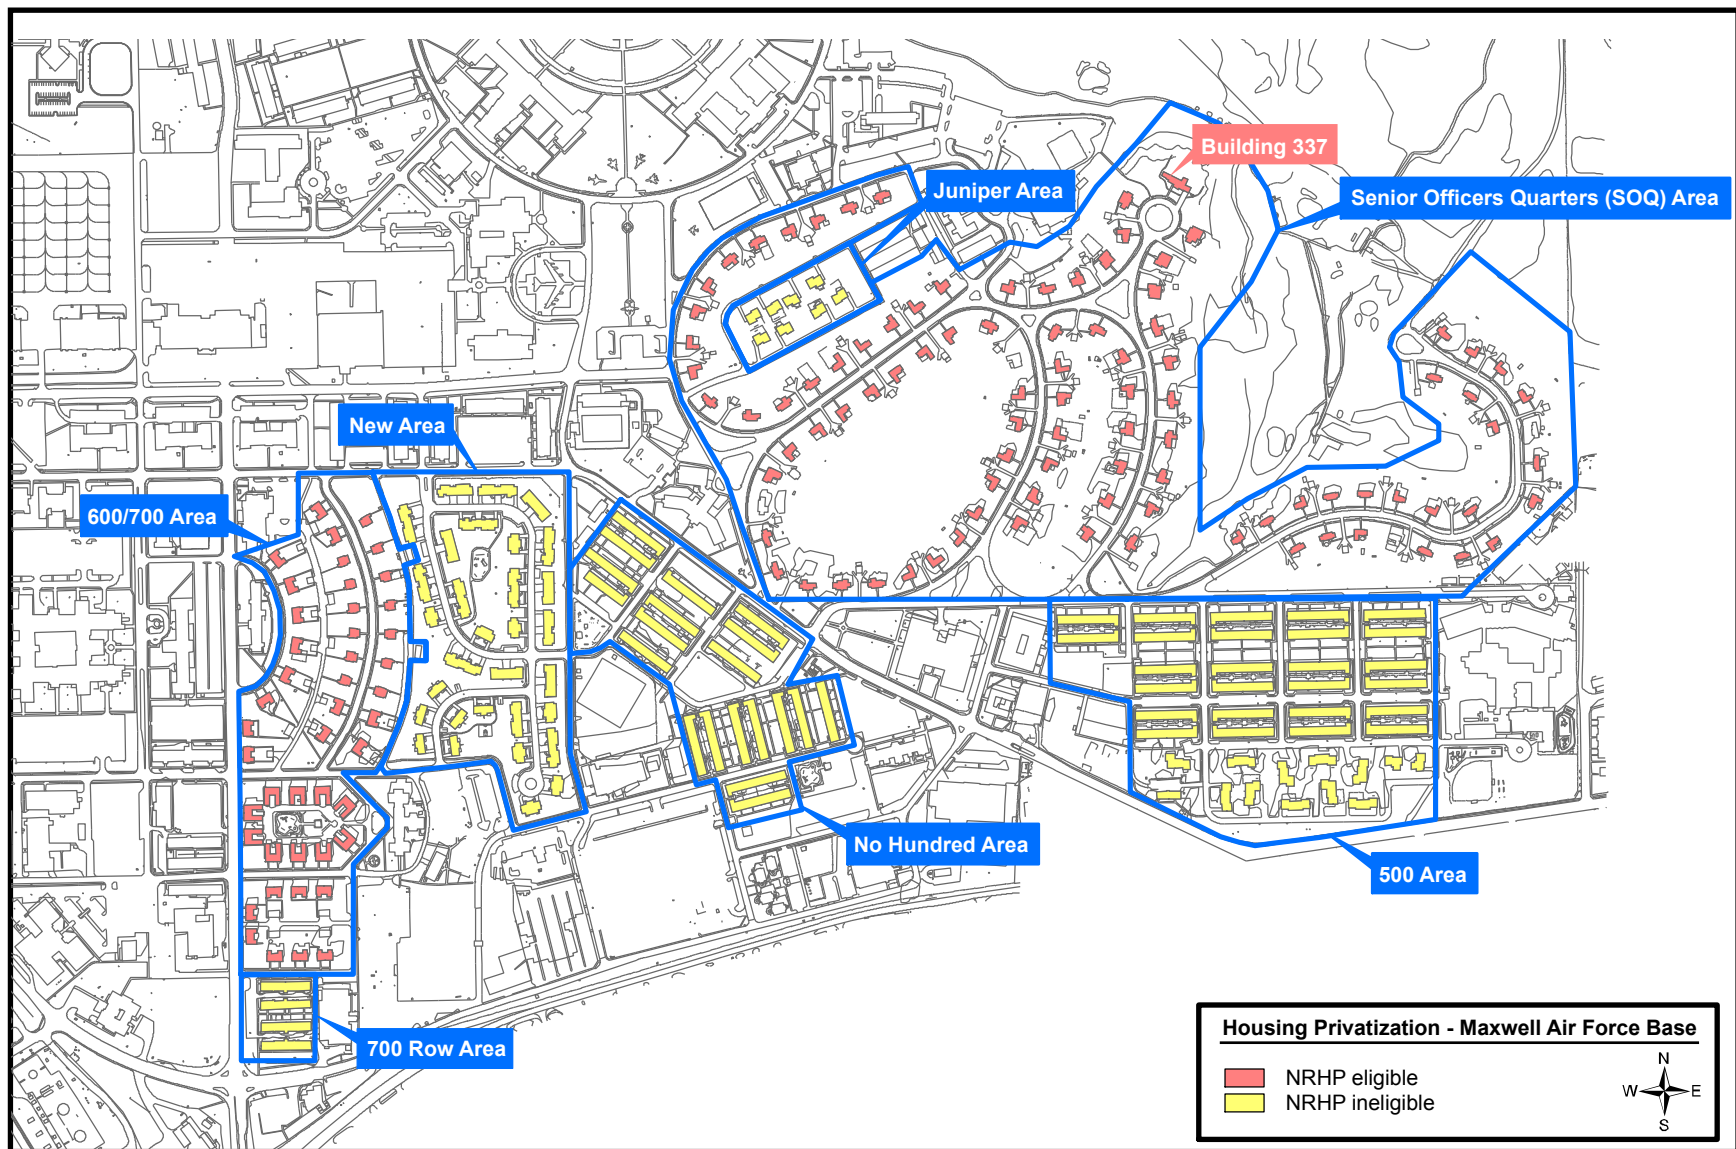 Building 337
Juniper Area
Senior Officers Quarters (SOQ) Area
New Area
600/700 Area
No Hundred Area
500 Area
700 Row Area
Housing Privatization - Maxwell Air Force Base
NRHP eligible
NRHP ineligible
N
W E
S